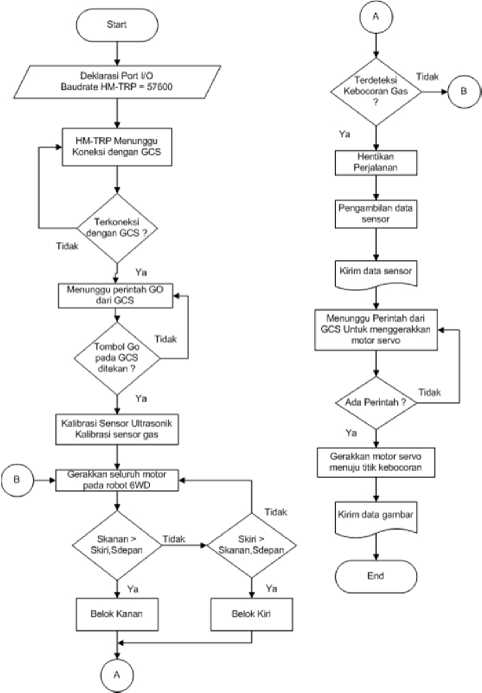 Start
Deklarasi Port I/O
Baudrate HM-TRP = 57600
HM-TRP Menunggu
Koneksi dengan GCS
Terkoneksi
dengan GCS ?
Tidak
Ya
Menunggu perintah GO
dari GCS
Tombol Go
pada GCS
ditekan ?
Tidak
Ya
Kalibrasi Sensor Ultrasonik
Kalibrasi sensor gas
B
Gerakkan seluruh motor
pada robot 6WD
Skanan >
Skiri,Sdepan
Tidak
Skiri >
Skanan,Sdepan
Tidak
Ya
Ya
Belok Kanan
Belok Kiri
A
A
Terdeteksi
Kebocoran Gas
?
Tidak
B
Ya
Hentikan
Perjalanan
Pengambilan data
sensor
Kirim data sensor
Menunggu Perintah dari
GCS Untuk menggerakkan
motor servo
Ada Perintah ?
Tidak
Ya
Gerakkan motor servo
menuju titik kebocoran
Kirim data gambar
End